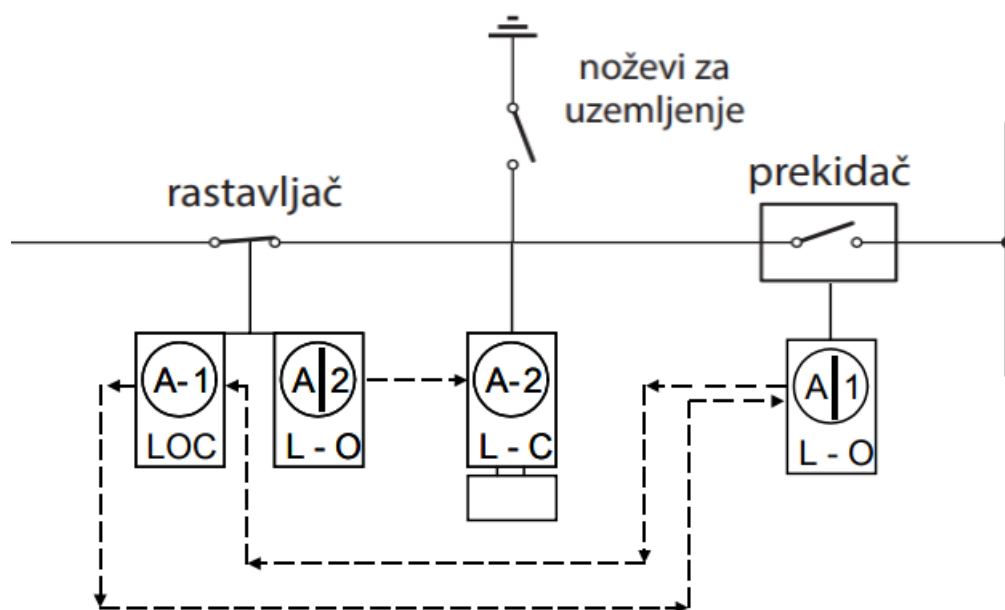 noževi za
uzemljenje
rastavljač
prekidač
A-1
LOC
A 2
L - O
A-2
L - C
A 1
L - O